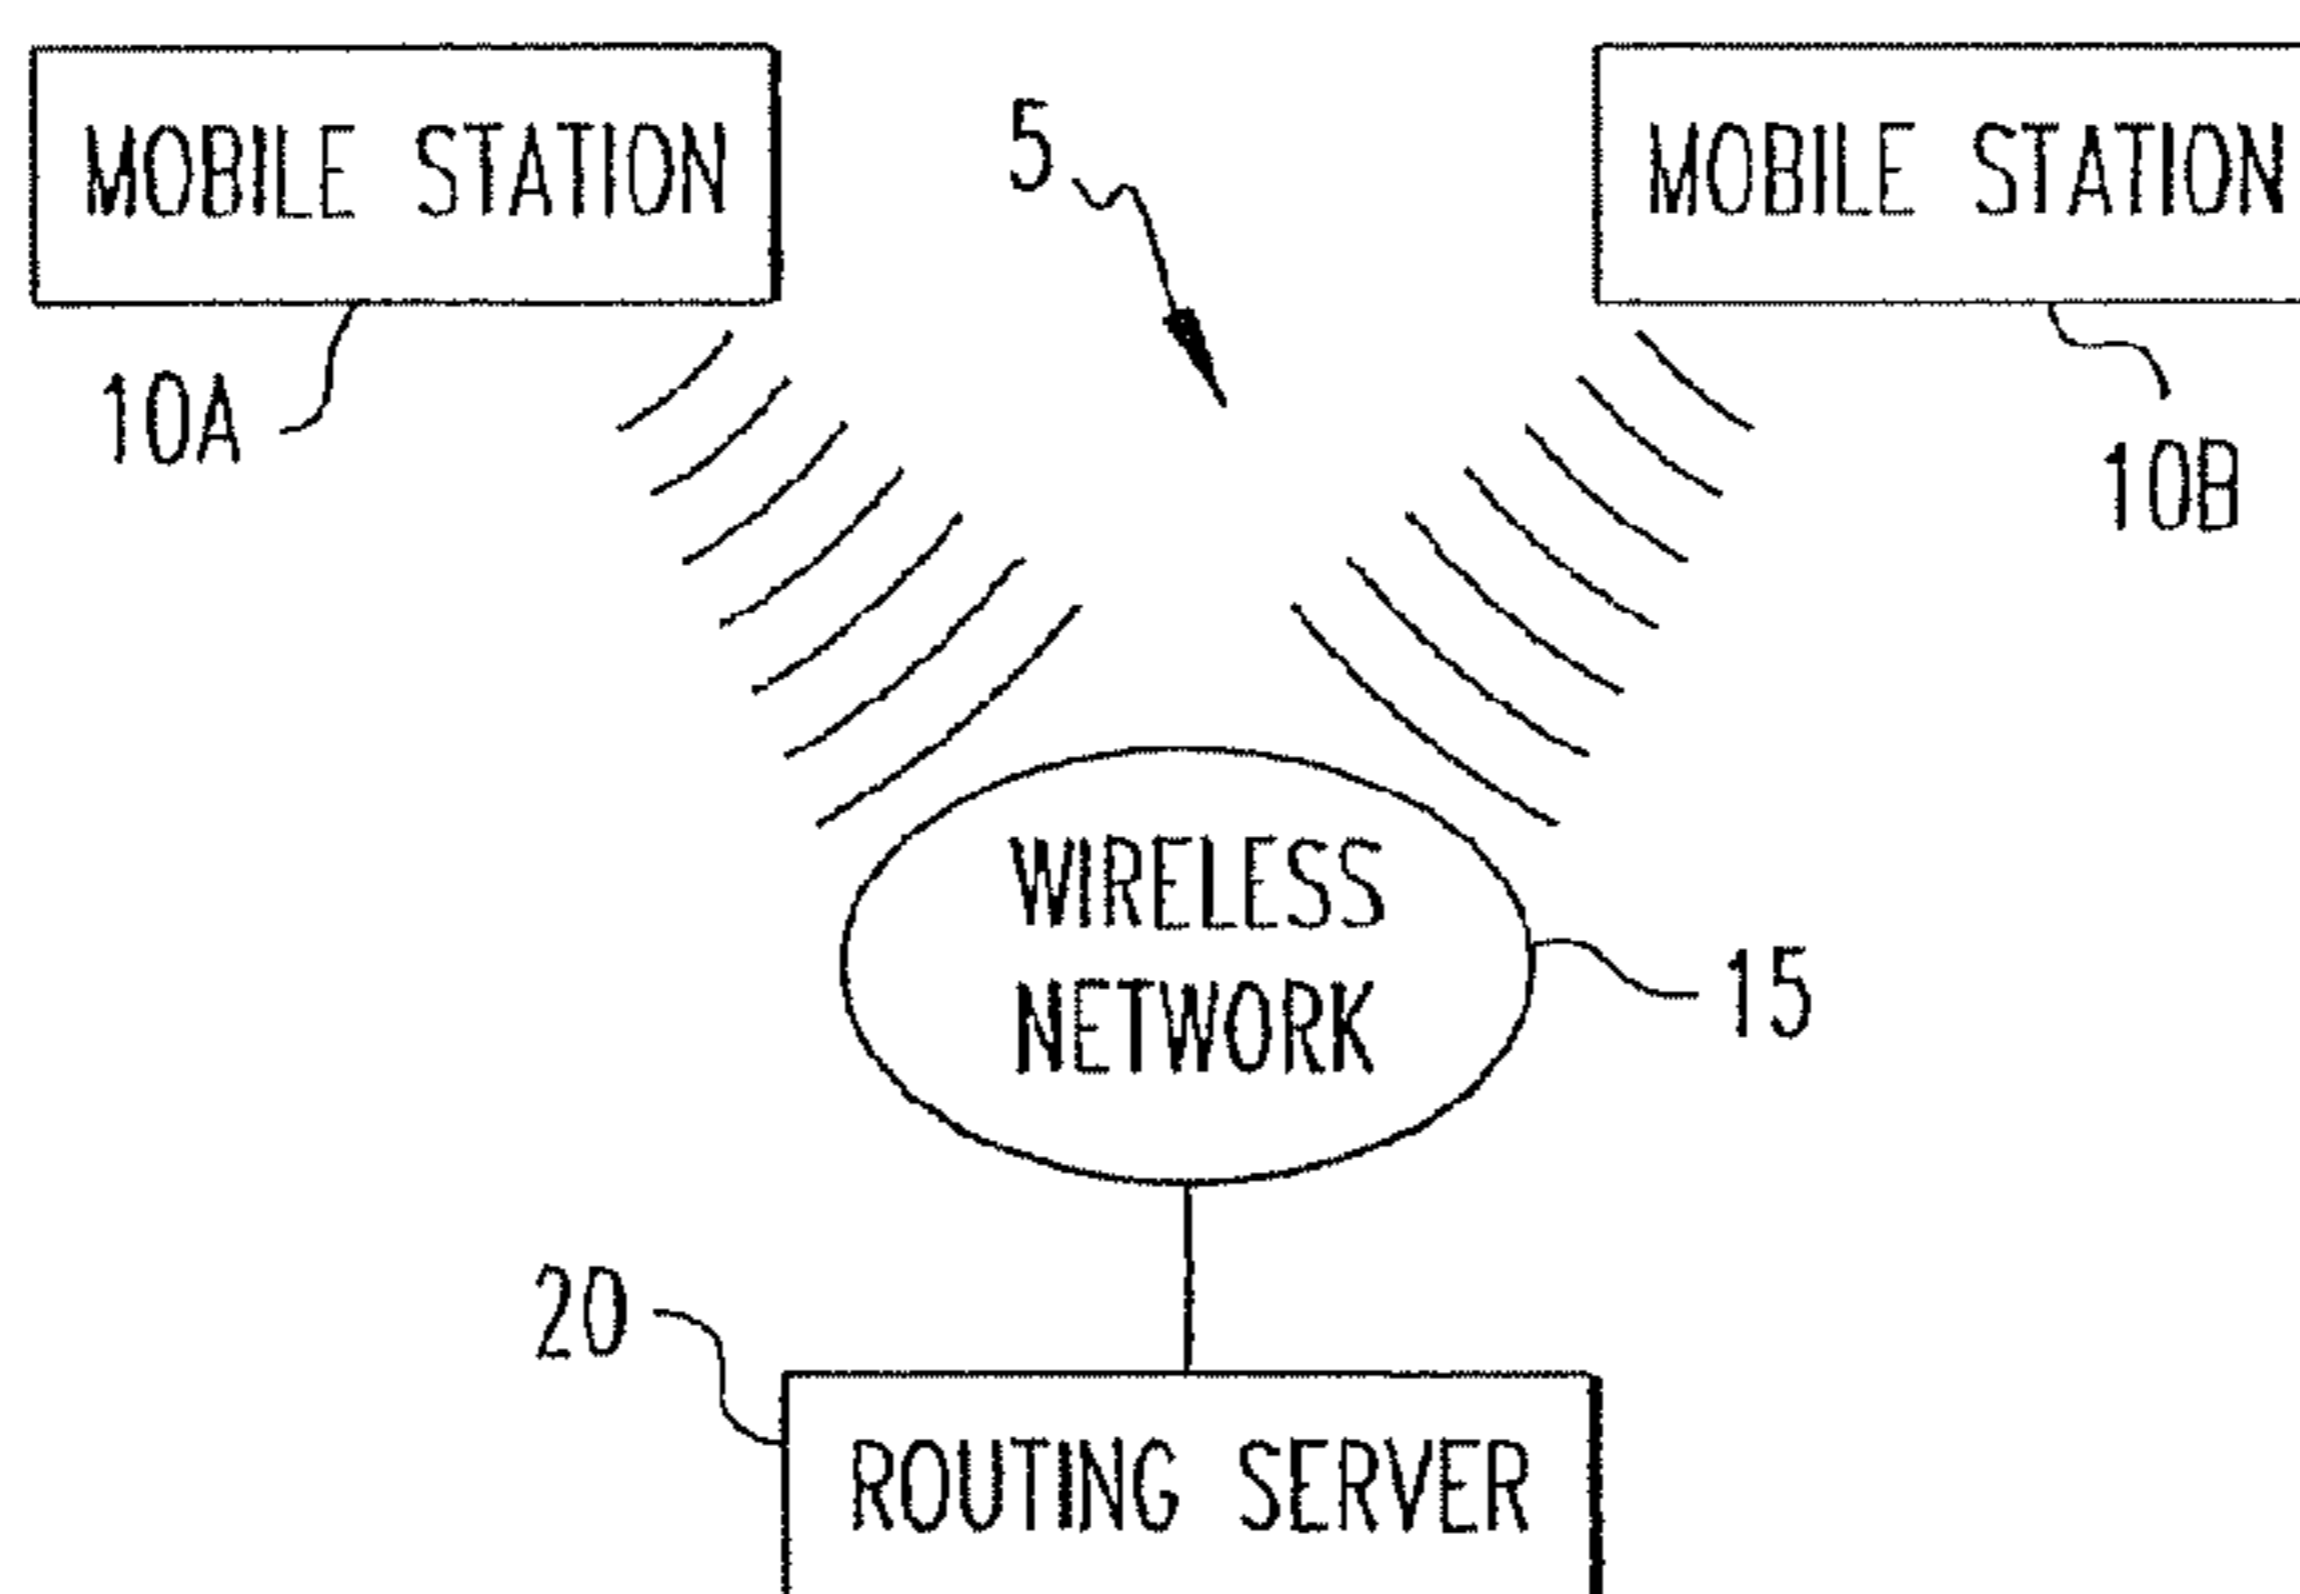 MOBILE STATION
5
MOBILE STATION
10A
10B
WIRELESS
NETWORK
15
20
ROUTING SERVER